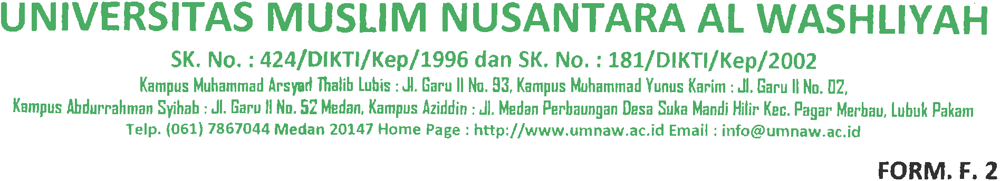 UNIVERSITAS MUSLIM NUSANTARA AL WASHLIYAH
SK. No. : 424/DIKTI/Kep/1996 dan SK. No. : 181/DIKTI/Kep/2002
Kampus Muhammad Arsyad Thalib Lubis : Jl. Garu II No. 93, Kampus Muhammad Yunus Karim : Jl. Garu II No. 02,
Kampus Abdurrahman Syihab : Jl. Garu II No. 52 Medan, Kampus Aziddin : Jl. Medan Perbaungan Desa Suka Mandi Hilir Kec. Pagar Merbau, Lubuk Pakam
Telp. (061) 7867044 Medan 20147 Home Page : http://www.umnaw.ac.id Email : info@umnaw.ac.id
FORM. F. 2